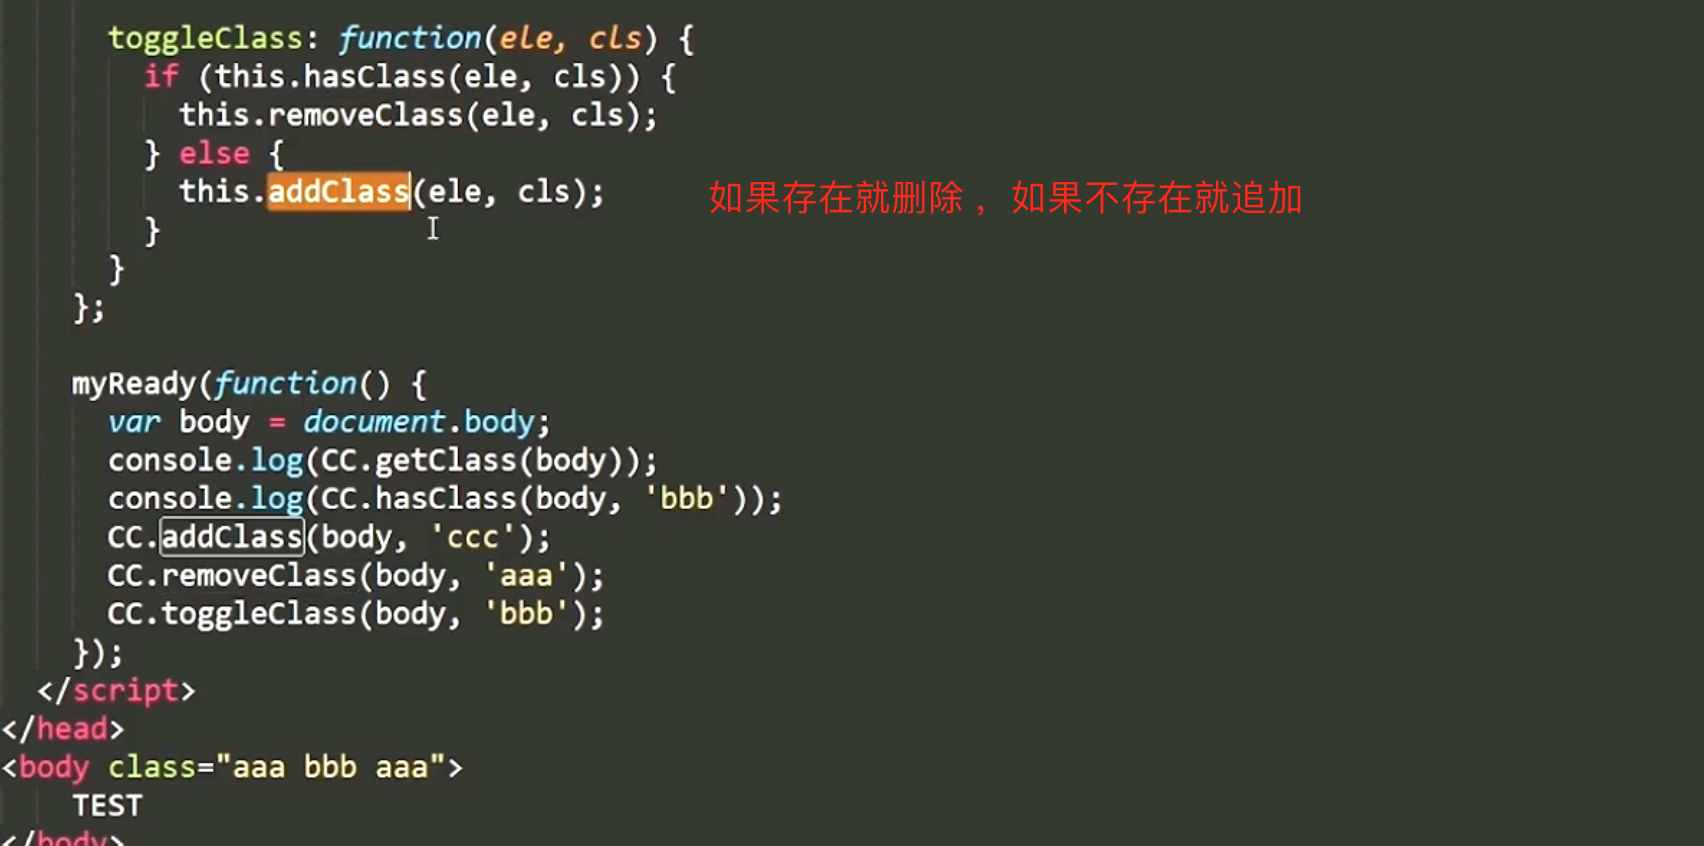 toggleClass: function(ele, cls) {
if (this.hasClass(ele, cls)) {
this.removeClass(ele, cls);
} else {
this.addClass(ele, cls); 如果存在就删除，如果不存在就追加
}
}
};
myReady(function() {
var body = document.body;
console.log(CC.getClass(body));
console.log(CC.hasClass(body, 'bbb'));
CC.addClass(body, 'ccc');
CC.removeClass(body, 'aaa');
CC.toggleClass(body, 'bbb');
});
</script>
</head>
<body class="aaa bbb aaa">
TEST
</body>